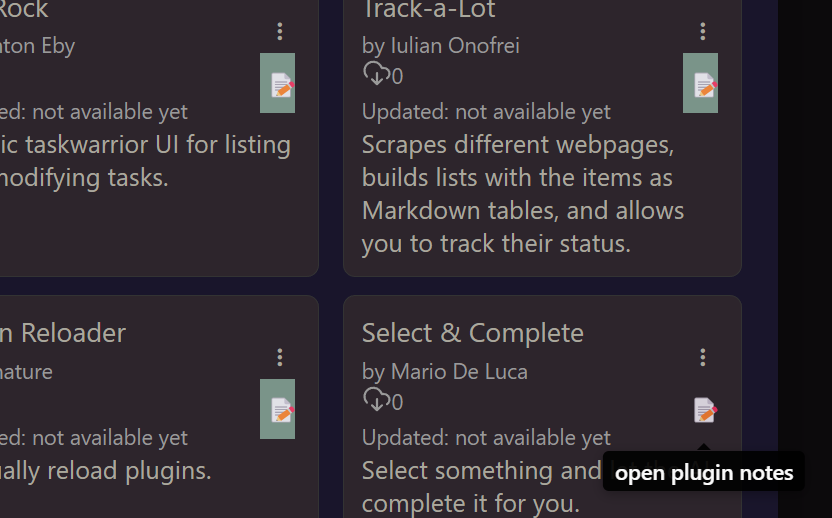 Rock
ton Eby
ed: not available yet
ic taskwarrior UI for listing
modifying tasks.
Track-a-Lot
by Iulian Onofrei
0
Updated: not available yet
Scrapes different webpages,
builds lists with the items as
Markdown tables, and allows
you to track their status.
n Reloader
nature
ed: not available yet
ally reload plugins.
Select & Complete
by Mario De Luca
0
Updated: not available yet
Select something and
complete it for you.
open plugin notes